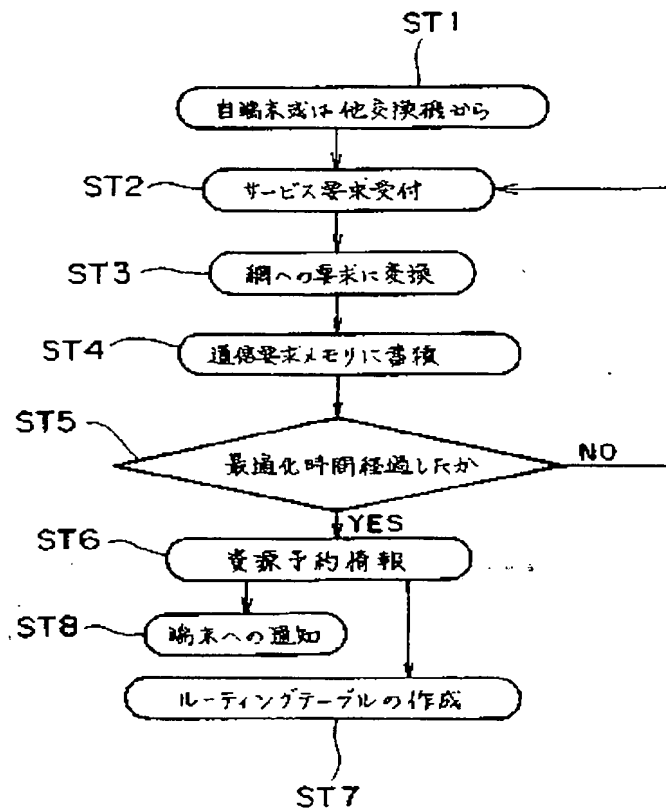 ST1
自端末或は他交換機から
ST2
サービス要求受付
ST3
網への要求に変換
ST4
通信要求メモリに蓄積
ST5
最適化時間経過したか
NO
YES
ST6
資源予約情報
ST8
端末への通知
ルーティングテーブルの作成
ST7